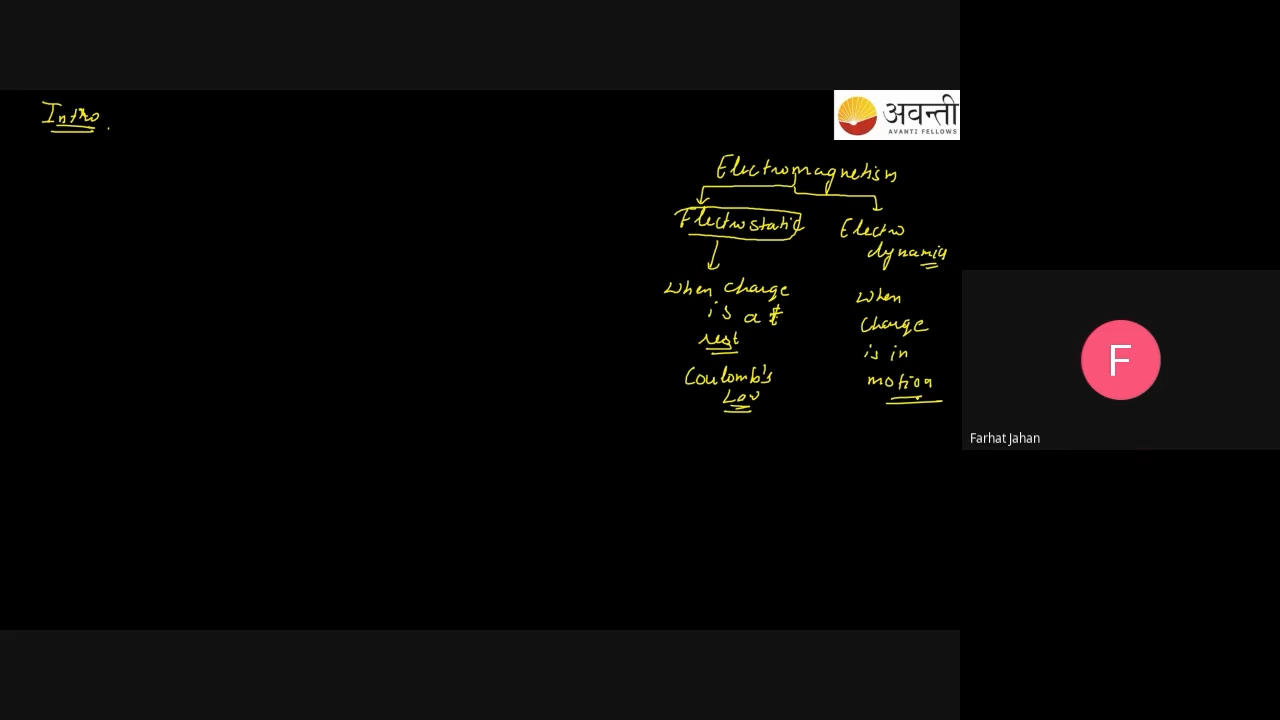 Intro.
अवन्ती
AVANTI FELLOWS
Electromagnetism
Electrostatic
Electro
dynamics
When charge
is at
rest
Coulomb's
Law
When
charge
is in
motion
F
Farhat Jahan